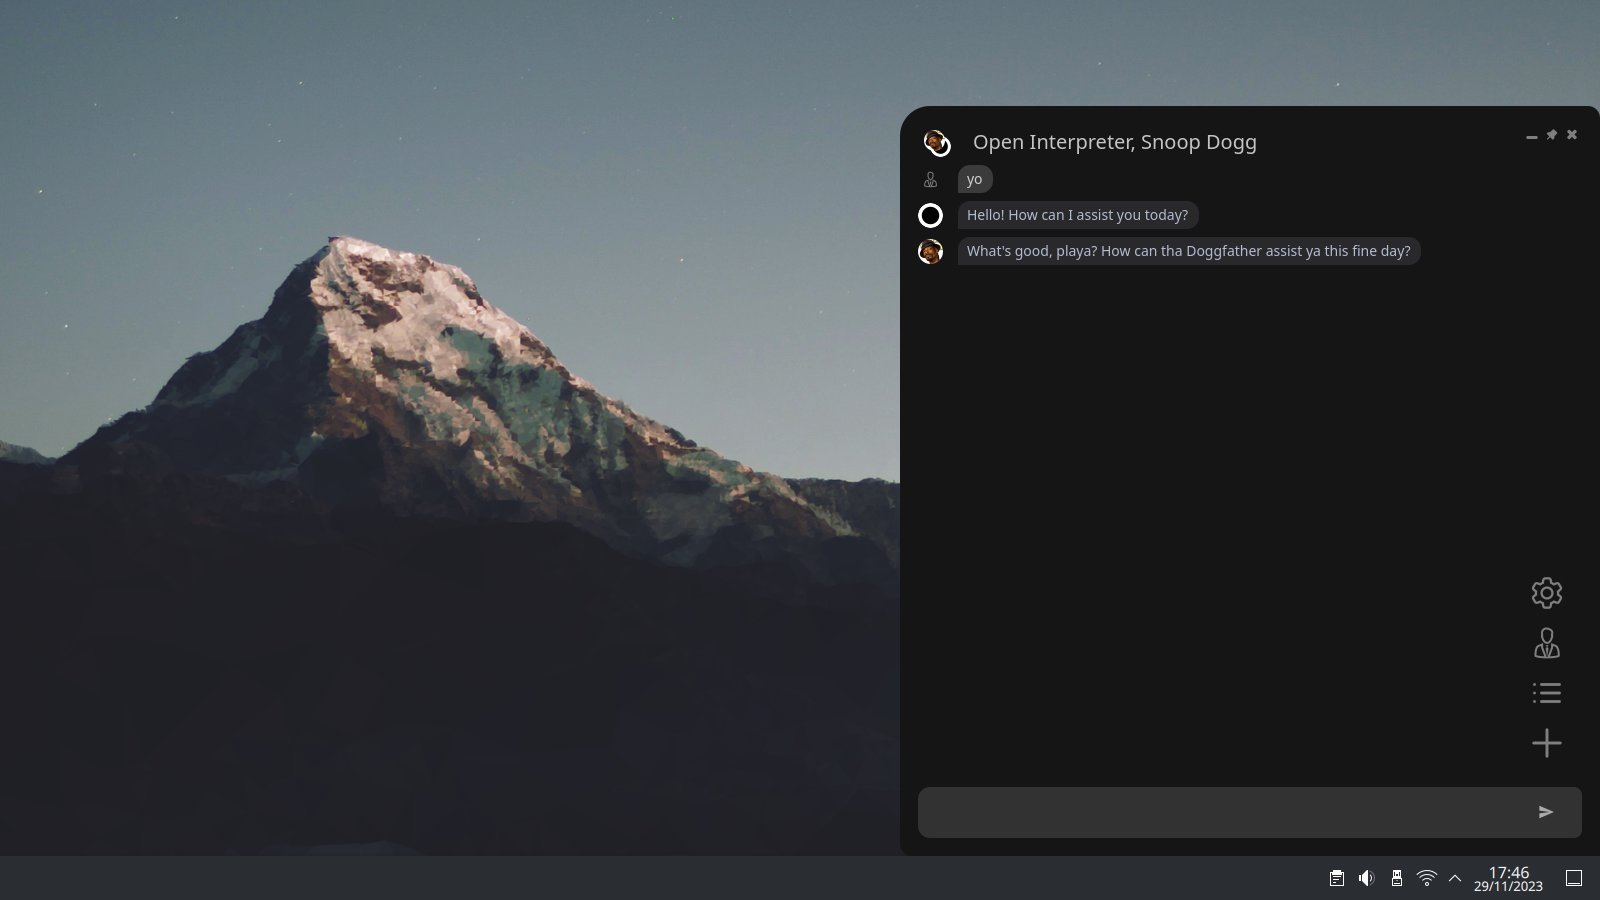 Open Interpreter, Snoop Dogg
yo
Hello! How can I assist you today?
What's good, playa? How can tha Doggfather assist ya this fine day?
17:46
29/11/2023